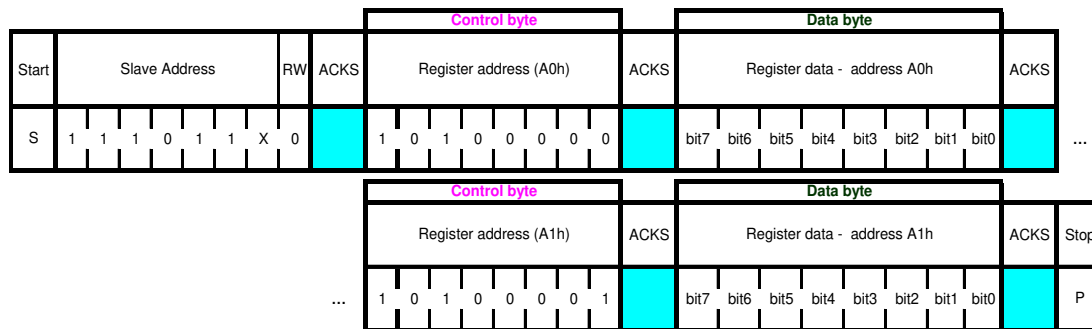 Control byte Data byte
Start Slave Address RW ACKS Register address (A0h) ACKS Register data - address A0h ACKS
S 1 1 1 0 1 1 X 0 1 0 1 0 0 0 0 0 bit7 bit6 bit5 bit4 bit3 bit2 bit1 bit0 ...
Control byte Data byte
Register address (A1h) ACKS Register data - address A1h ACKS Stop
... 1 0 1 0 0 0 0 1 bit7 bit6 bit5 bit4 bit3 bit2 bit1 bit0 P